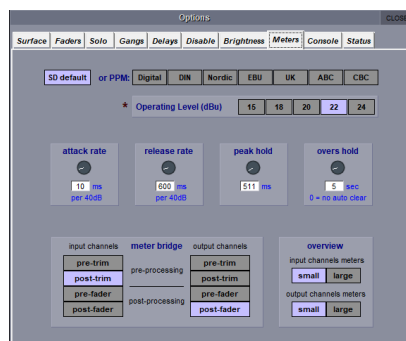 Options CLOSE
Surface Faders Solo Gangs Delays Disable Brightness Meters Console Status
SD default or PPM: Digital DIN Nordic EBU UK ABC CBC
* Operating Level (dBu) 15 18 20 22 24
attack rate release rate peak hold overs hold
10 ms 600 ms 511 ms 5 sec
per 40dB per 40dB 0 = no auto clear
input channels meter bridge output channels overview
pre-trim pre-trim input channels meters
pre-processing
post-trim post-trim small large
pre-fader pre-fader output channels meters
post-processing
post-fader post-fader small large